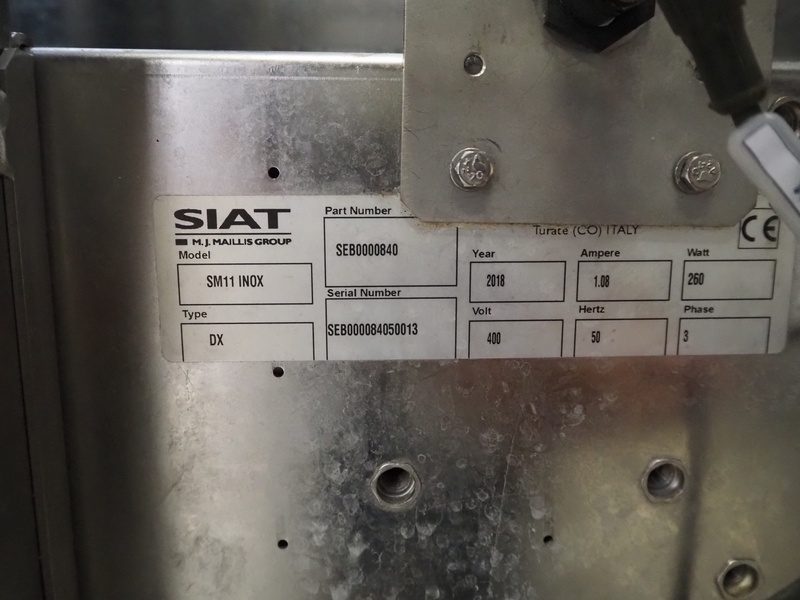 SIAT
M.J. MAILLIS GROUP
Model
SM11 INOX
Type
DX
Part Number
SEB0000840
Serial Number
SEB000084050013
Turate (CO) ITALY
CE
Year
2018
Ampere
1.08
Watt
260
Volt
400
Hertz
50
Phase
3